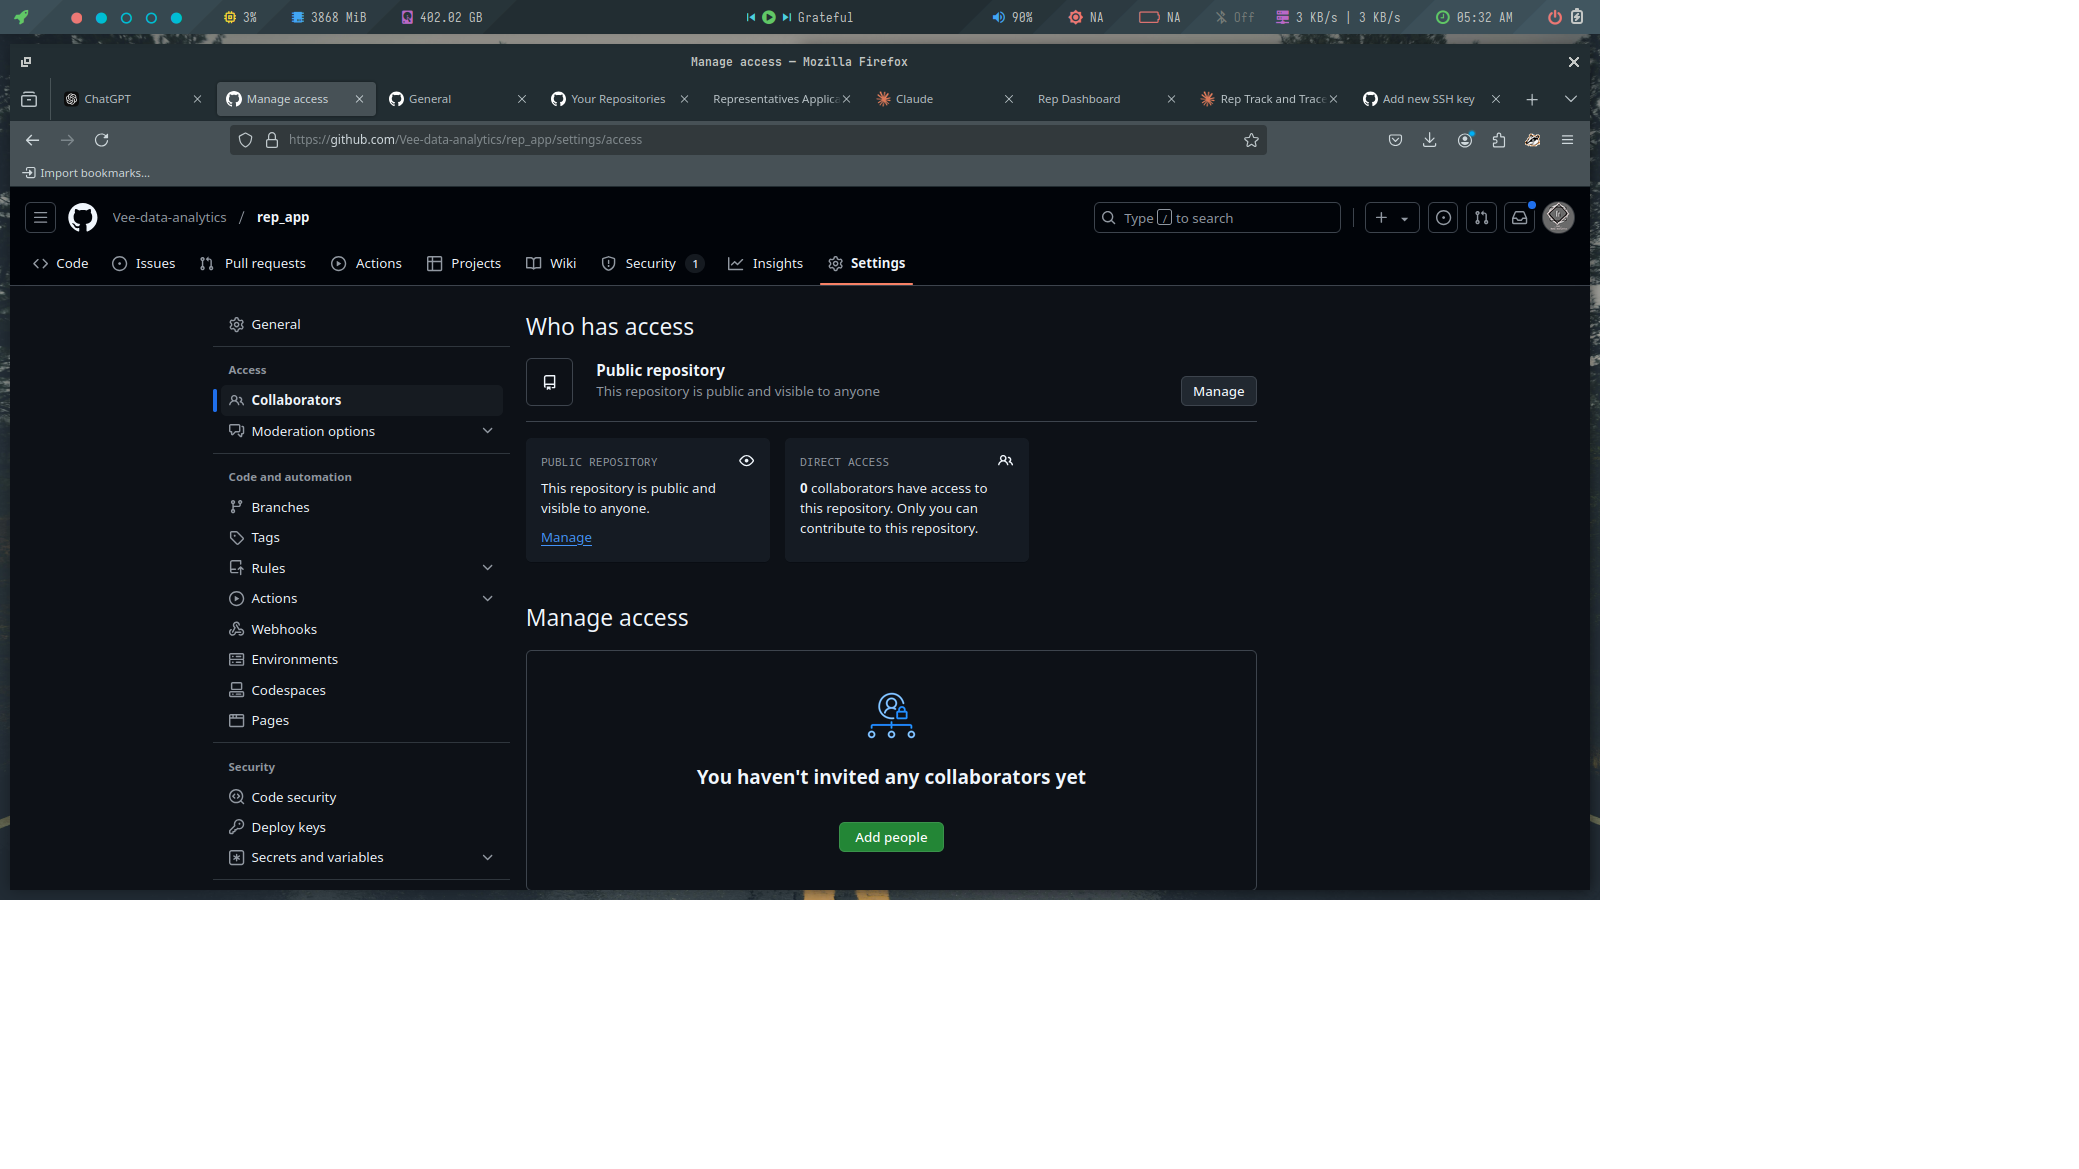 3% 3868 MiB 402.02 GB Grateful 90% NA NA Off 3 KB/s | 3 KB/s 05:32 AM
Manage access — Mozilla Firefox
ChatGPT Manage access General Your Repositories Representatives Applica Claude Rep Dashboard Rep Track and Trace Add new SSH key
https://github.com/Vee-data-analytics/rep_app/settings/access
Import bookmarks...
Vee-data-analytics / rep_app Type / to search
Code Issues Pull requests Actions Projects Wiki Security 1 Insights Settings
General
Access
Collaborators
Moderation options
Code and automation
Branches
Tags
Rules
Actions
Webhooks
Environments
Codespaces
Pages
Security
Code security
Deploy keys
Secrets and variables
Who has access
Public repository
This repository is public and visible to anyone
Manage
PUBLIC REPOSITORY
This repository is public and
visible to anyone.
Manage
DIRECT ACCESS
0 collaborators have access to
this repository. Only you can
contribute to this repository.
Manage access
You haven't invited any collaborators yet
Add people